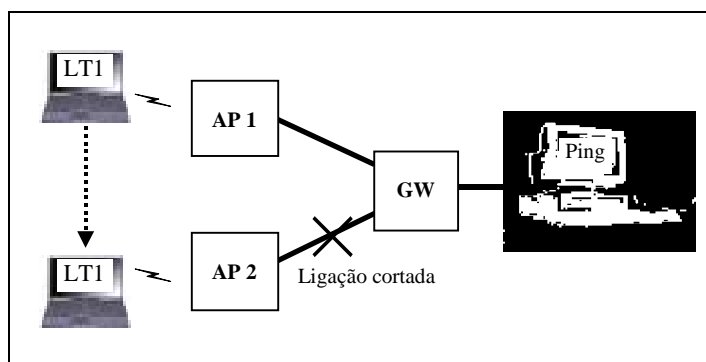 LT1
AP 1
Ping
GW
LT1
AP 2
Ligação cortada